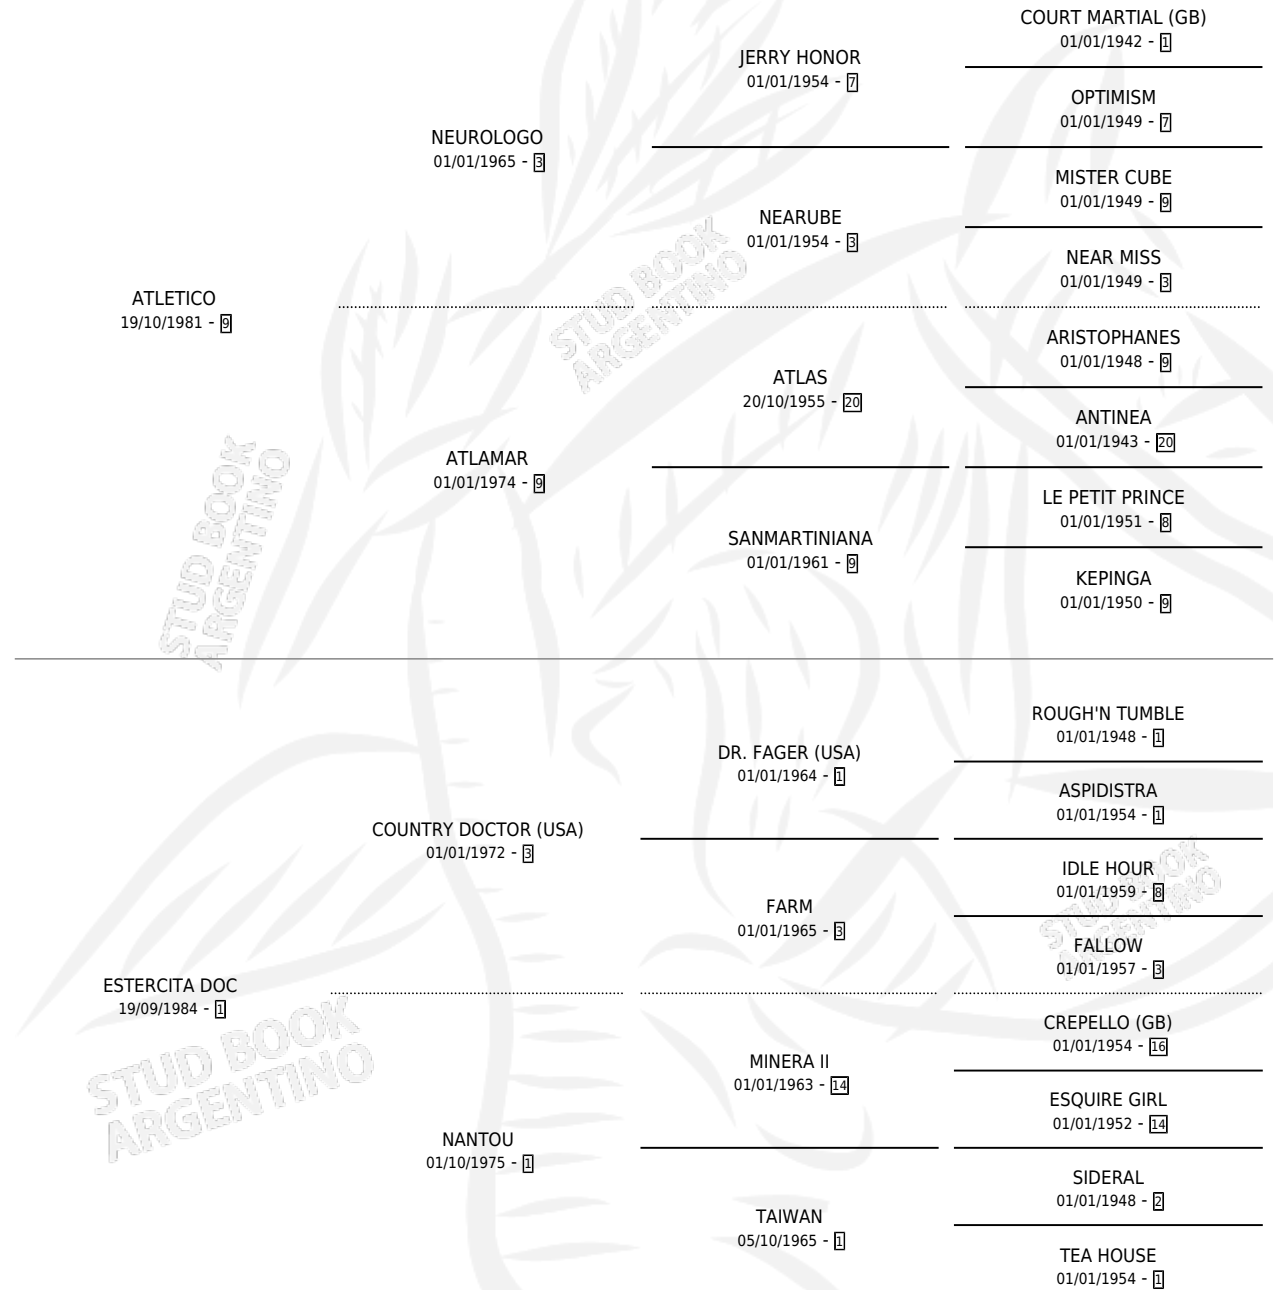 COURT MARTIAL (GB)
01/01/1942 - 1
JERRY HONOR
01/01/1954 - 7
OPTIMISM
01/01/1949 - 7
NEUROLOGO
01/01/1965 - 3
MISTER CUBE
01/01/1949 - 9
NEARUBE
01/01/1954 - 3
NEAR MISS
01/01/1949 - 3
ATLETICO
19/10/1981 - 9
STUD BOOK
ARGENTINO
ARISTOPHANES
01/01/1948 - 9
ATLAS
20/10/1955 - 20
ANTINEA
01/01/1943 - 20
ATLAMAR
01/01/1974 - 9
LE PETIT PRINCE
01/01/1951 - 8
SANMARTINIANA
01/01/1961 - 9
KEPINGA
01/01/1950 - 9
STUD BOOK
ARGENTINO
ROUGH'N TUMBLE
01/01/1948 - 1
DR. FAGER (USA)
01/01/1964 - 1
ASPIDISTRA
01/01/1954 - 1
COUNTRY DOCTOR (USA)
01/01/1972 - 3
IDLE HOUR
01/01/1959 - 8
FARM
01/01/1965 - 3
STUD BOOK
ARGENTINO
FALLOW
01/01/1957 - 3
ESTERCITA DOC
19/09/1984 - 1
CREPELLO (GB)
01/01/1954 - 16
STUD BOOK
ARGENTINO
MINERA II
01/01/1963 - 14
ESQUIRE GIRL
01/01/1952 - 14
NANTOU
01/10/1975 - 1
SIDERAL
01/01/1948 - 2
TAIWAN
05/10/1965 - 1
TEA HOUSE
01/01/1954 - 1